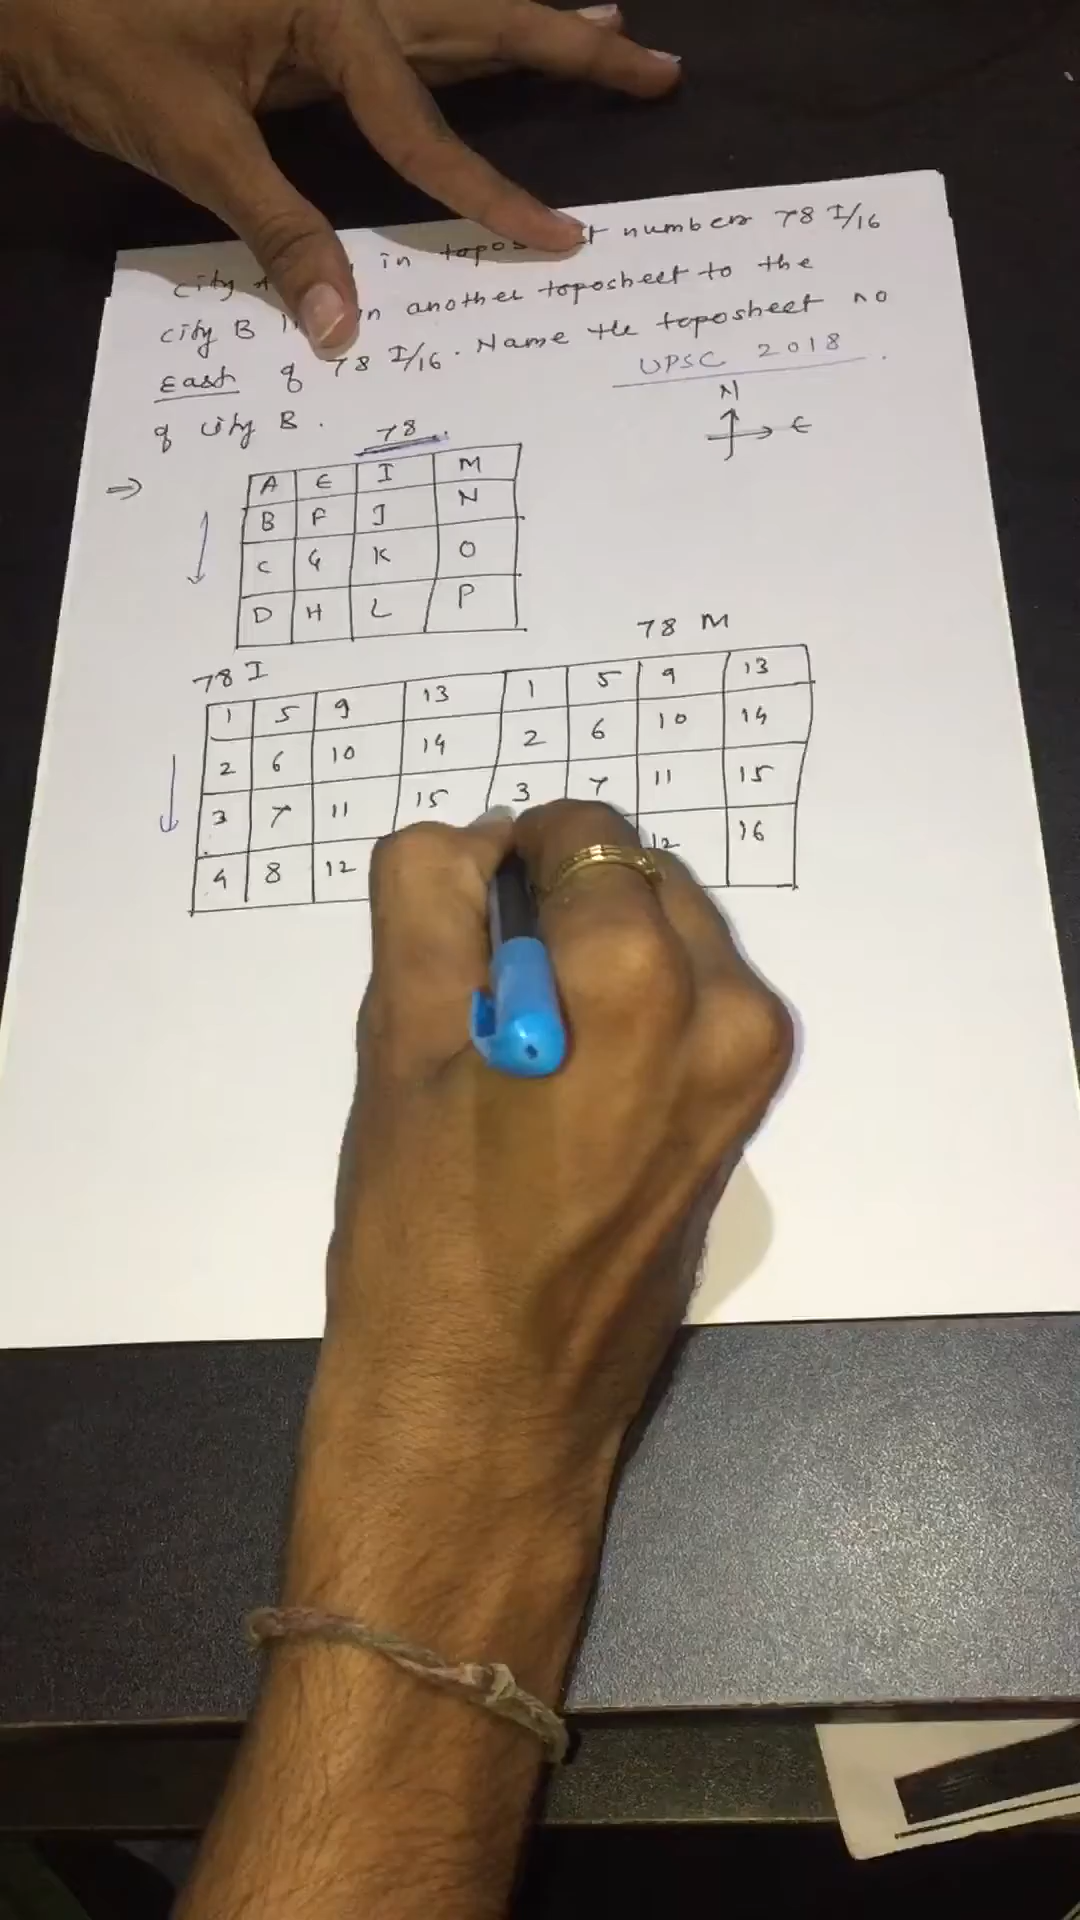 city in toposheet number 78 I/16
city B in another toposheet to the
East of 78 I/16. Name the toposheet no
of city B.
UPSC 2018
N
E
78
⇒
A E I M
B F J N
C G K O
D H L P
78 I
78 M
1 5 9 13 1 5 9 13
2 6 10 14 2 6 10 14
3 7 11 15 3 7 11 15
4 8 12 12 16